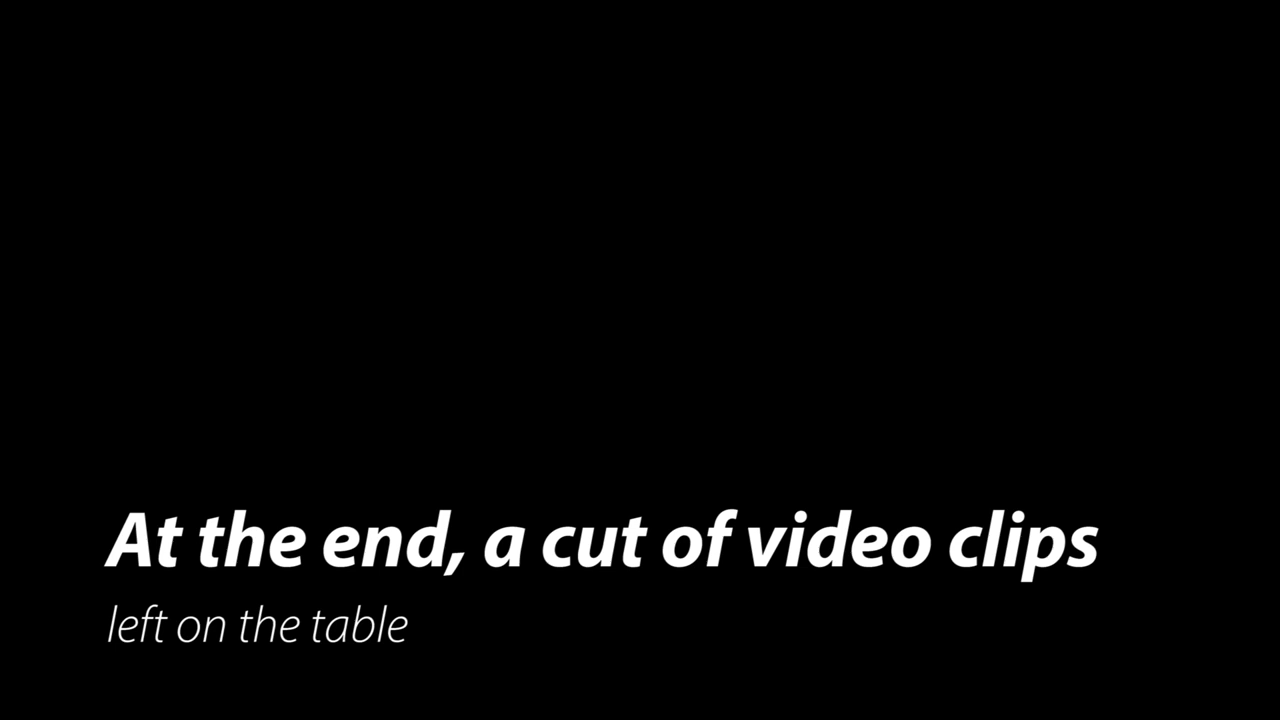 At the end, a cut of video clips
left on the table